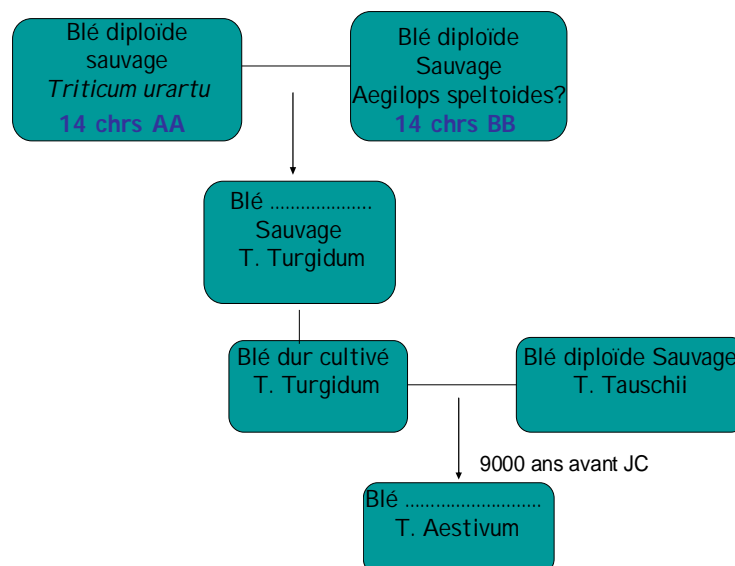 Blé diploïde
sauvage
Triticum urartu
14 chrs AA
Blé diploïde
Sauvage
Aegilops speltoides?
14 chrs BB
Blé ....................
Sauvage
T. Turgidum
Blé dur cultivé
T. Turgidum
Blé diploïde Sauvage
T. Tauschii
9000 ans avant JC
Blé ...........................
T. Aestivum